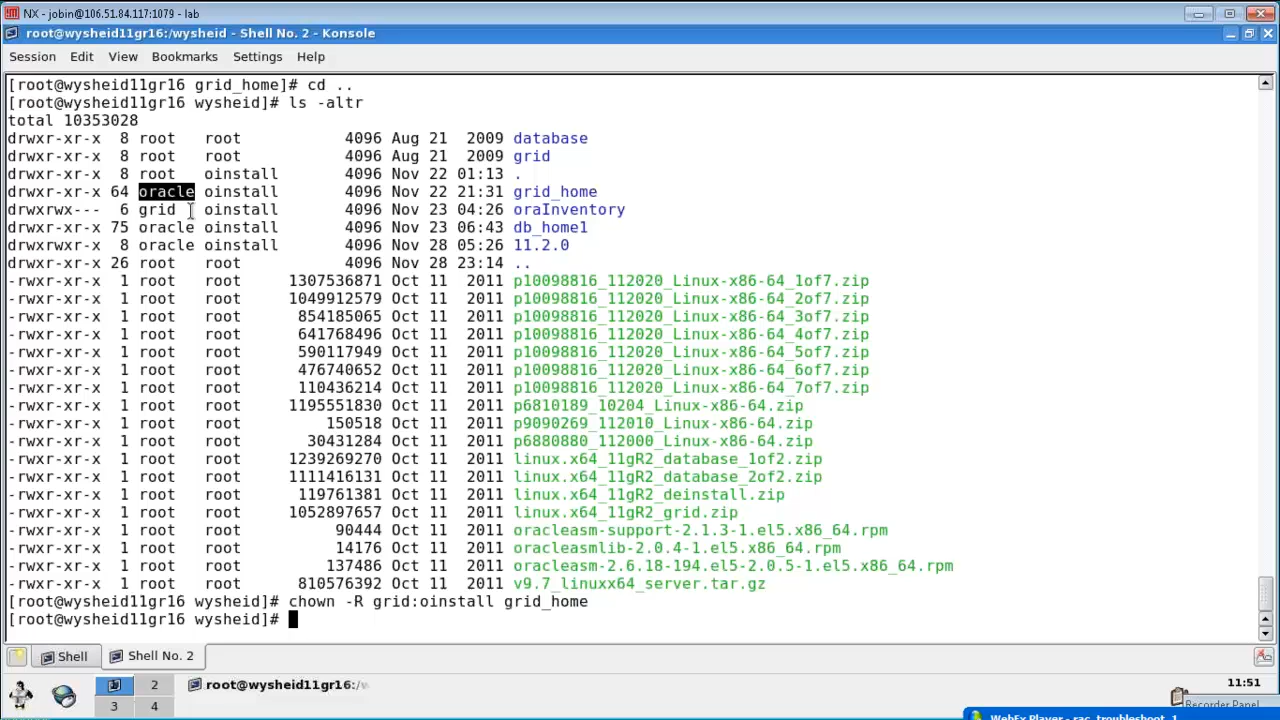 NX - jobin@106.51.84.117:1079 - lab
root@wysheid11gr16:/wysheid - Shell No. 2 - Konsole
Session Edit View Bookmarks Settings Help
[root@wysheid11gr16 grid_home]# cd ..
[root@wysheid11gr16 wysheid]# ls -altr
total 10353028
drwxr-xr-x 8 root root 4096 Aug 21 2009 database
drwxr-xr-x 8 root root 4096 Aug 21 2009 grid
drwxr-xr-x 8 root oinstall 4096 Nov 22 01:13 .
drwxr-xr-x 64 oracle oinstall 4096 Nov 22 21:31 grid_home
drwxrwx--- 6 grid oinstall 4096 Nov 23 04:26 oraInventory
drwxr-xr-x 75 oracle oinstall 4096 Nov 23 06:43 db_home1
drwxrwxr-x 8 oracle oinstall 4096 Nov 28 05:26 11.2.0
drwxr-xr-x 26 root root 4096 Nov 28 23:14 ..
-rwxr-xr-x 1 root root 1307536871 Oct 11 2011 p10098816_112020_Linux-x86-64_1of7.zip
-rwxr-xr-x 1 root root 1049912579 Oct 11 2011 p10098816_112020_Linux-x86-64_2of7.zip
-rwxr-xr-x 1 root root 854185065 Oct 11 2011 p10098816_112020_Linux-x86-64_3of7.zip
-rwxr-xr-x 1 root root 641768496 Oct 11 2011 p10098816_112020_Linux-x86-64_4of7.zip
-rwxr-xr-x 1 root root 590117949 Oct 11 2011 p10098816_112020_Linux-x86-64_5of7.zip
-rwxr-xr-x 1 root root 476740652 Oct 11 2011 p10098816_112020_Linux-x86-64_6of7.zip
-rwxr-xr-x 1 root root 110436214 Oct 11 2011 p10098816_112020_Linux-x86-64_7of7.zip
-rwxr-xr-x 1 root root 1195551830 Oct 11 2011 p6810189_10204_Linux-x86-64.zip
-rwxr-xr-x 1 root root 150518 Oct 11 2011 p9090269_112010_Linux-x86-64.zip
-rwxr-xr-x 1 root root 30431284 Oct 11 2011 p6880880_112000_Linux-x86-64.zip
-rwxr-xr-x 1 root root 1239269270 Oct 11 2011 linux.x64_11gR2_database_1of2.zip
-rwxr-xr-x 1 root root 1111416131 Oct 11 2011 linux.x64_11gR2_database_2of2.zip
-rwxr-xr-x 1 root root 119761381 Oct 11 2011 linux.x64_11gR2_deinstall.zip
-rwxr-xr-x 1 root root 1052897657 Oct 11 2011 linux.x64_11gR2_grid.zip
-rwxr-xr-x 1 root root 90444 Oct 11 2011 oracleasm-support-2.1.3-1.el5.x86_64.rpm
-rwxr-xr-x 1 root root 14176 Oct 11 2011 oracleasmlib-2.0.4-1.el5.x86_64.rpm
-rwxr-xr-x 1 root root 137486 Oct 11 2011 oracleasm-2.6.18-194.el5-2.0.5-1.el5.x86_64.rpm
-rwxr-xr-x 1 root root 810576392 Oct 11 2011 v9.7_linuxx64_server.tar.gz
[root@wysheid11gr16 wysheid]# chown -R grid:oinstall grid_home
[root@wysheid11gr16 wysheid]#
Shell Shell No. 2
2
3 4
root@wysheid11gr16:/w
11:51
Recorder Panel
WebEx Player - rac_troubleshoot_1